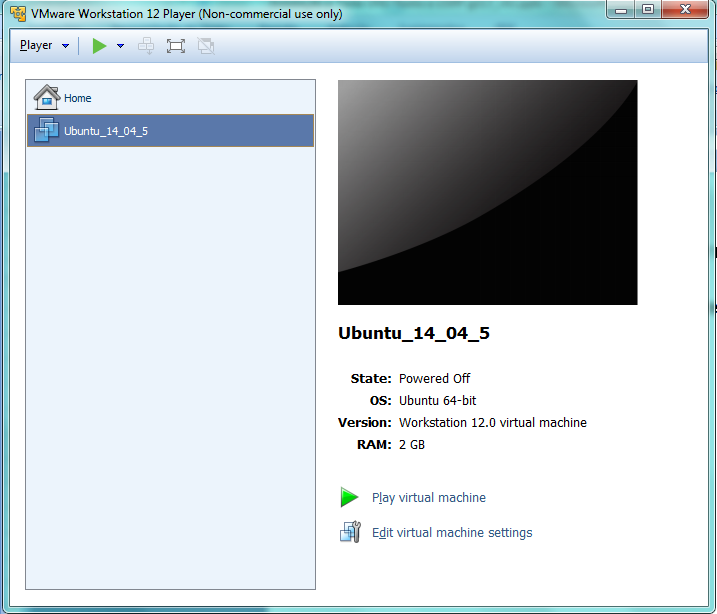 VMware Workstation 12 Player (Non-commercial use only)
Player
Home
Ubuntu_14_04_5
Ubuntu_14_04_5
State: Powered Off
OS: Ubuntu 64-bit
Version: Workstation 12.0 virtual machine
RAM: 2 GB
Play virtual machine
Edit virtual machine settings